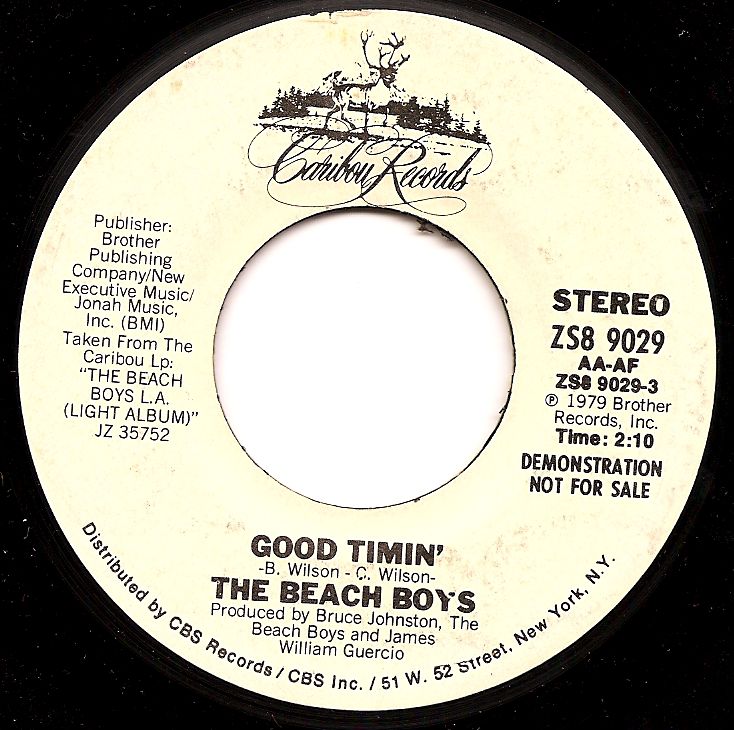 Caribou Records
Publisher:
Brother
Publishing
Company/New
Executive Music/
Jonah Music,
Inc. (BMI)
Taken From The
Caribou Lp:
"THE BEACH
BOYS L.A.
(LIGHT ALBUM)"
JZ 35752
STEREO
ZS8 9029
AA-AF
ZS8 9029-3
℗ 1979 Brother
Records, Inc.
Time: 2:10
DEMONSTRATION
NOT FOR SALE
GOOD TIMIN'
-B. Wilson - C. Wilson-
THE BEACH BOYS
Produced by Bruce Johnston, The
Beach Boys and James
William Guercio
Distributed by CBS Records / CBS Inc. / 51 W. 52 Street, New York, N.Y.